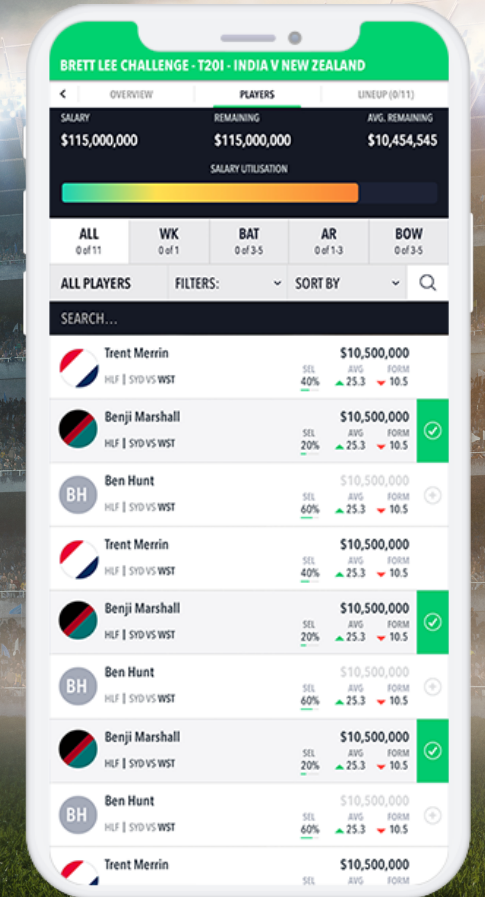 BRETT LEE CHALLENGE - T20I - INDIA V NEW ZEALAND
OVERVIEW PLAYERS LINEUP (0/11)
SALARY REMAINING AVG. REMAINING
$115,000,000 $115,000,000 $10,454,545
SALARY UTILISATION
ALL WK BAT AR BOW
0 of 11 0 of 1 0 of 3-5 0 of 1-3 0 of 3-5
ALL PLAYERS FILTERS: SORT BY
SEARCH...
Trent Merrin $10,500,000
SEL AVG FORM
HLF | SYD VS WST 40% 25.3 10.5
Benji Marshall $10,500,000
SEL AVG FORM
HLF | SYD VS WST 20% 25.3 10.5
Ben Hunt $10,500,000
SEL AVG FORM
BH HLF | SYD VS WST 60% 25.3 10.5
Trent Merrin $10,500,000
SEL AVG FORM
HLF | SYD VS WST 40% 25.3 10.5
Benji Marshall $10,500,000
SEL AVG FORM
HLF | SYD VS WST 20% 25.3 10.5
Ben Hunt $10,500,000
SEL AVG FORM
BH HLF | SYD VS WST 60% 25.3 10.5
Benji Marshall $10,500,000
SEL AVG FORM
HLF | SYD VS WST 20% 25.3 10.5
Ben Hunt $10,500,000
SEL AVG FORM
BH HLF | SYD VS WST 60% 25.3 10.5
Trent Merrin $10,500,000
SEL AVG FORM